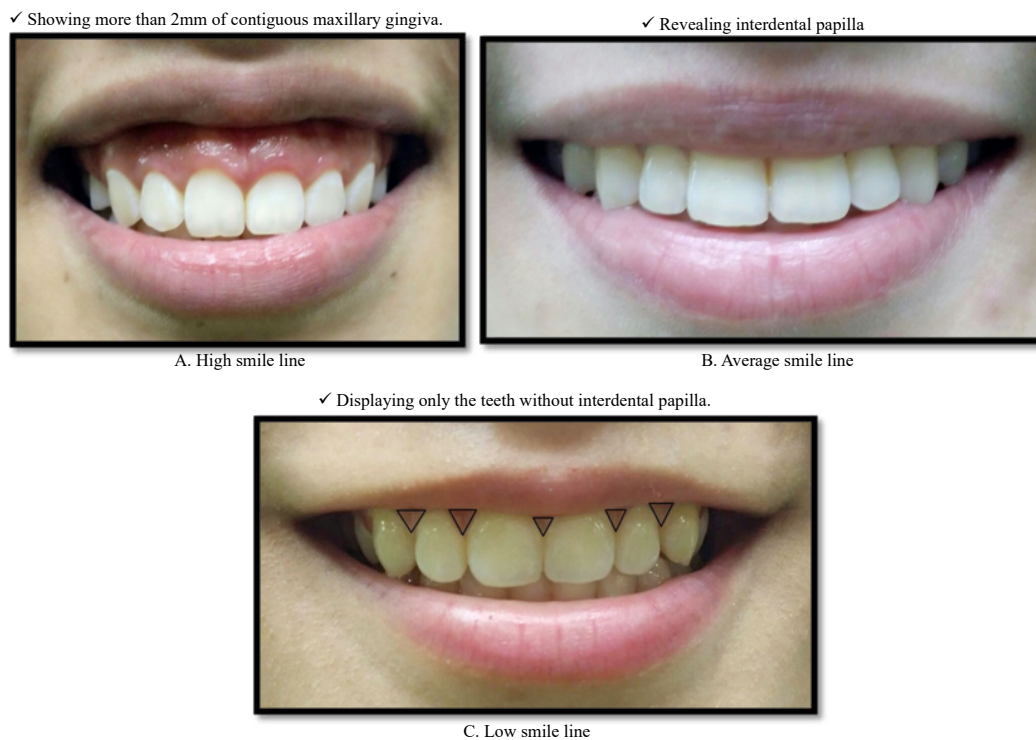 ✓ Showing more than 2mm of contiguous maxillary gingiva.
✓ Revealing interdental papilla
A. High smile line
B. Average smile line
✓ Displaying only the teeth without interdental papilla.
C. Low smile line